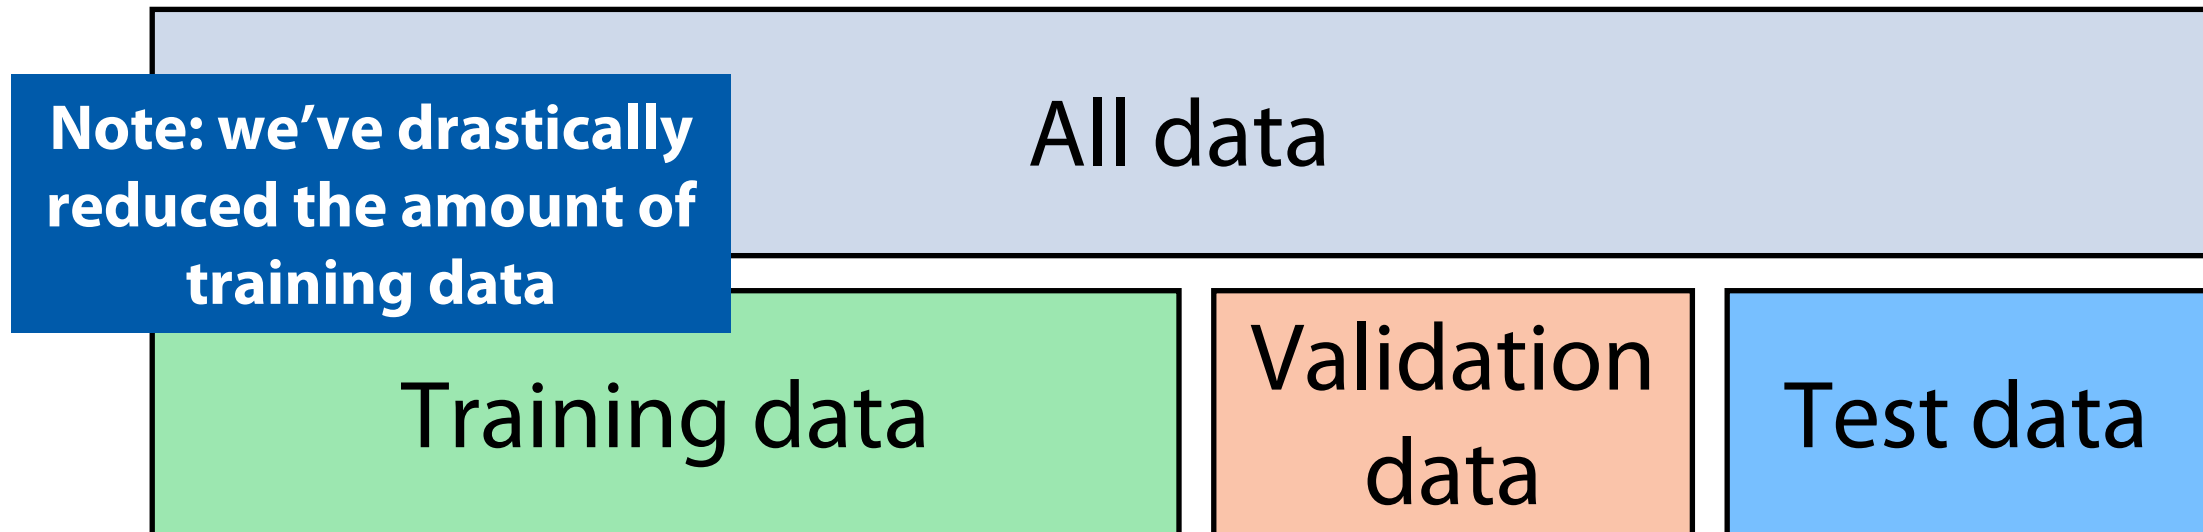 Note: we’ve drastically
reduced the amount of
training data
All data
Training data
Validation
data
Test data